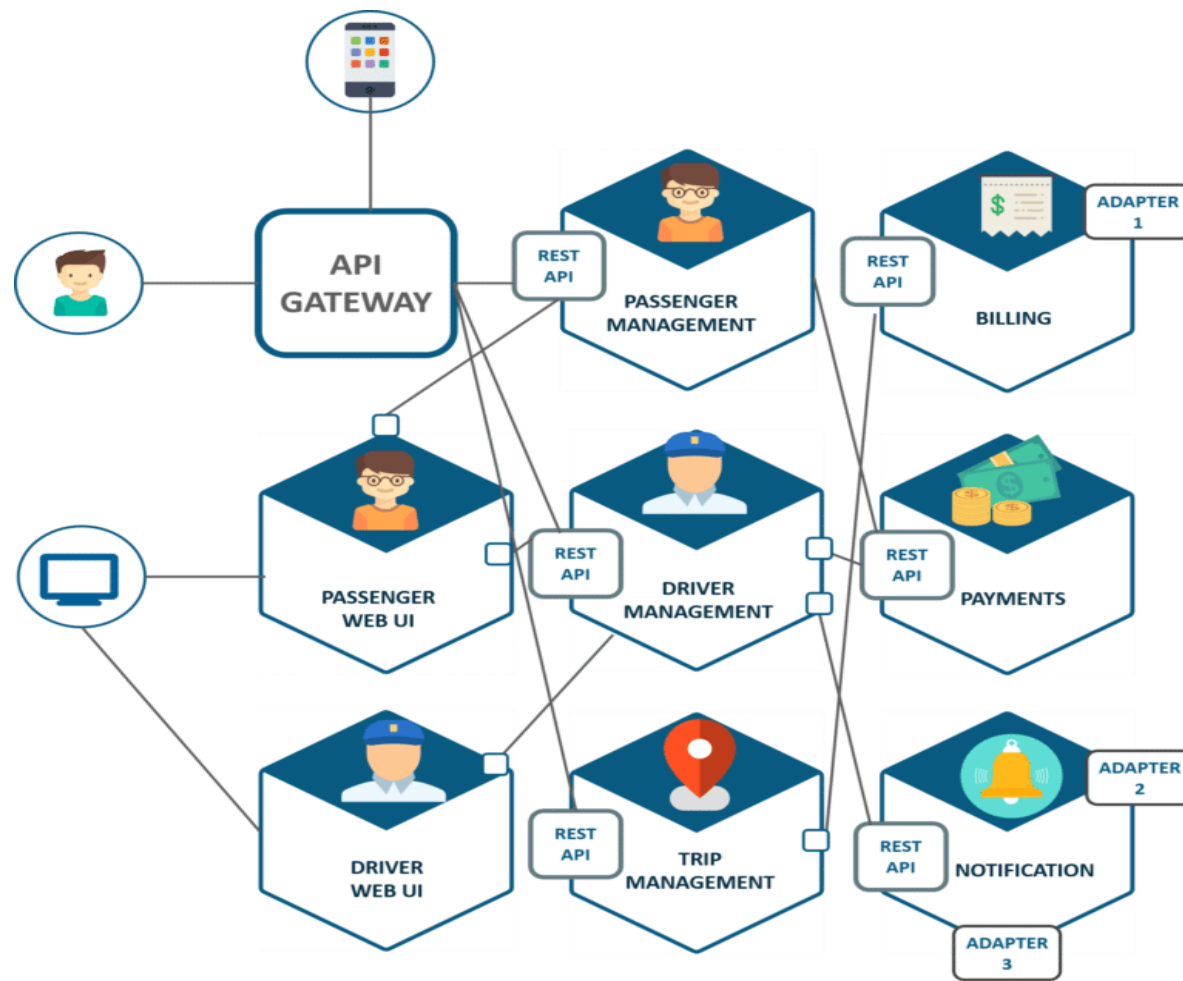 API
GATEWAY
REST
API
PASSENGER
MANAGEMENT
REST
API
BILLING
ADAPTER
1
PASSENGER
WEB UI
REST
API
DRIVER
MANAGEMENT
REST
API
PAYMENTS
DRIVER
WEB UI
REST
API
TRIP
MANAGEMENT
REST
API
NOTIFICATION
ADAPTER
2
ADAPTER
3